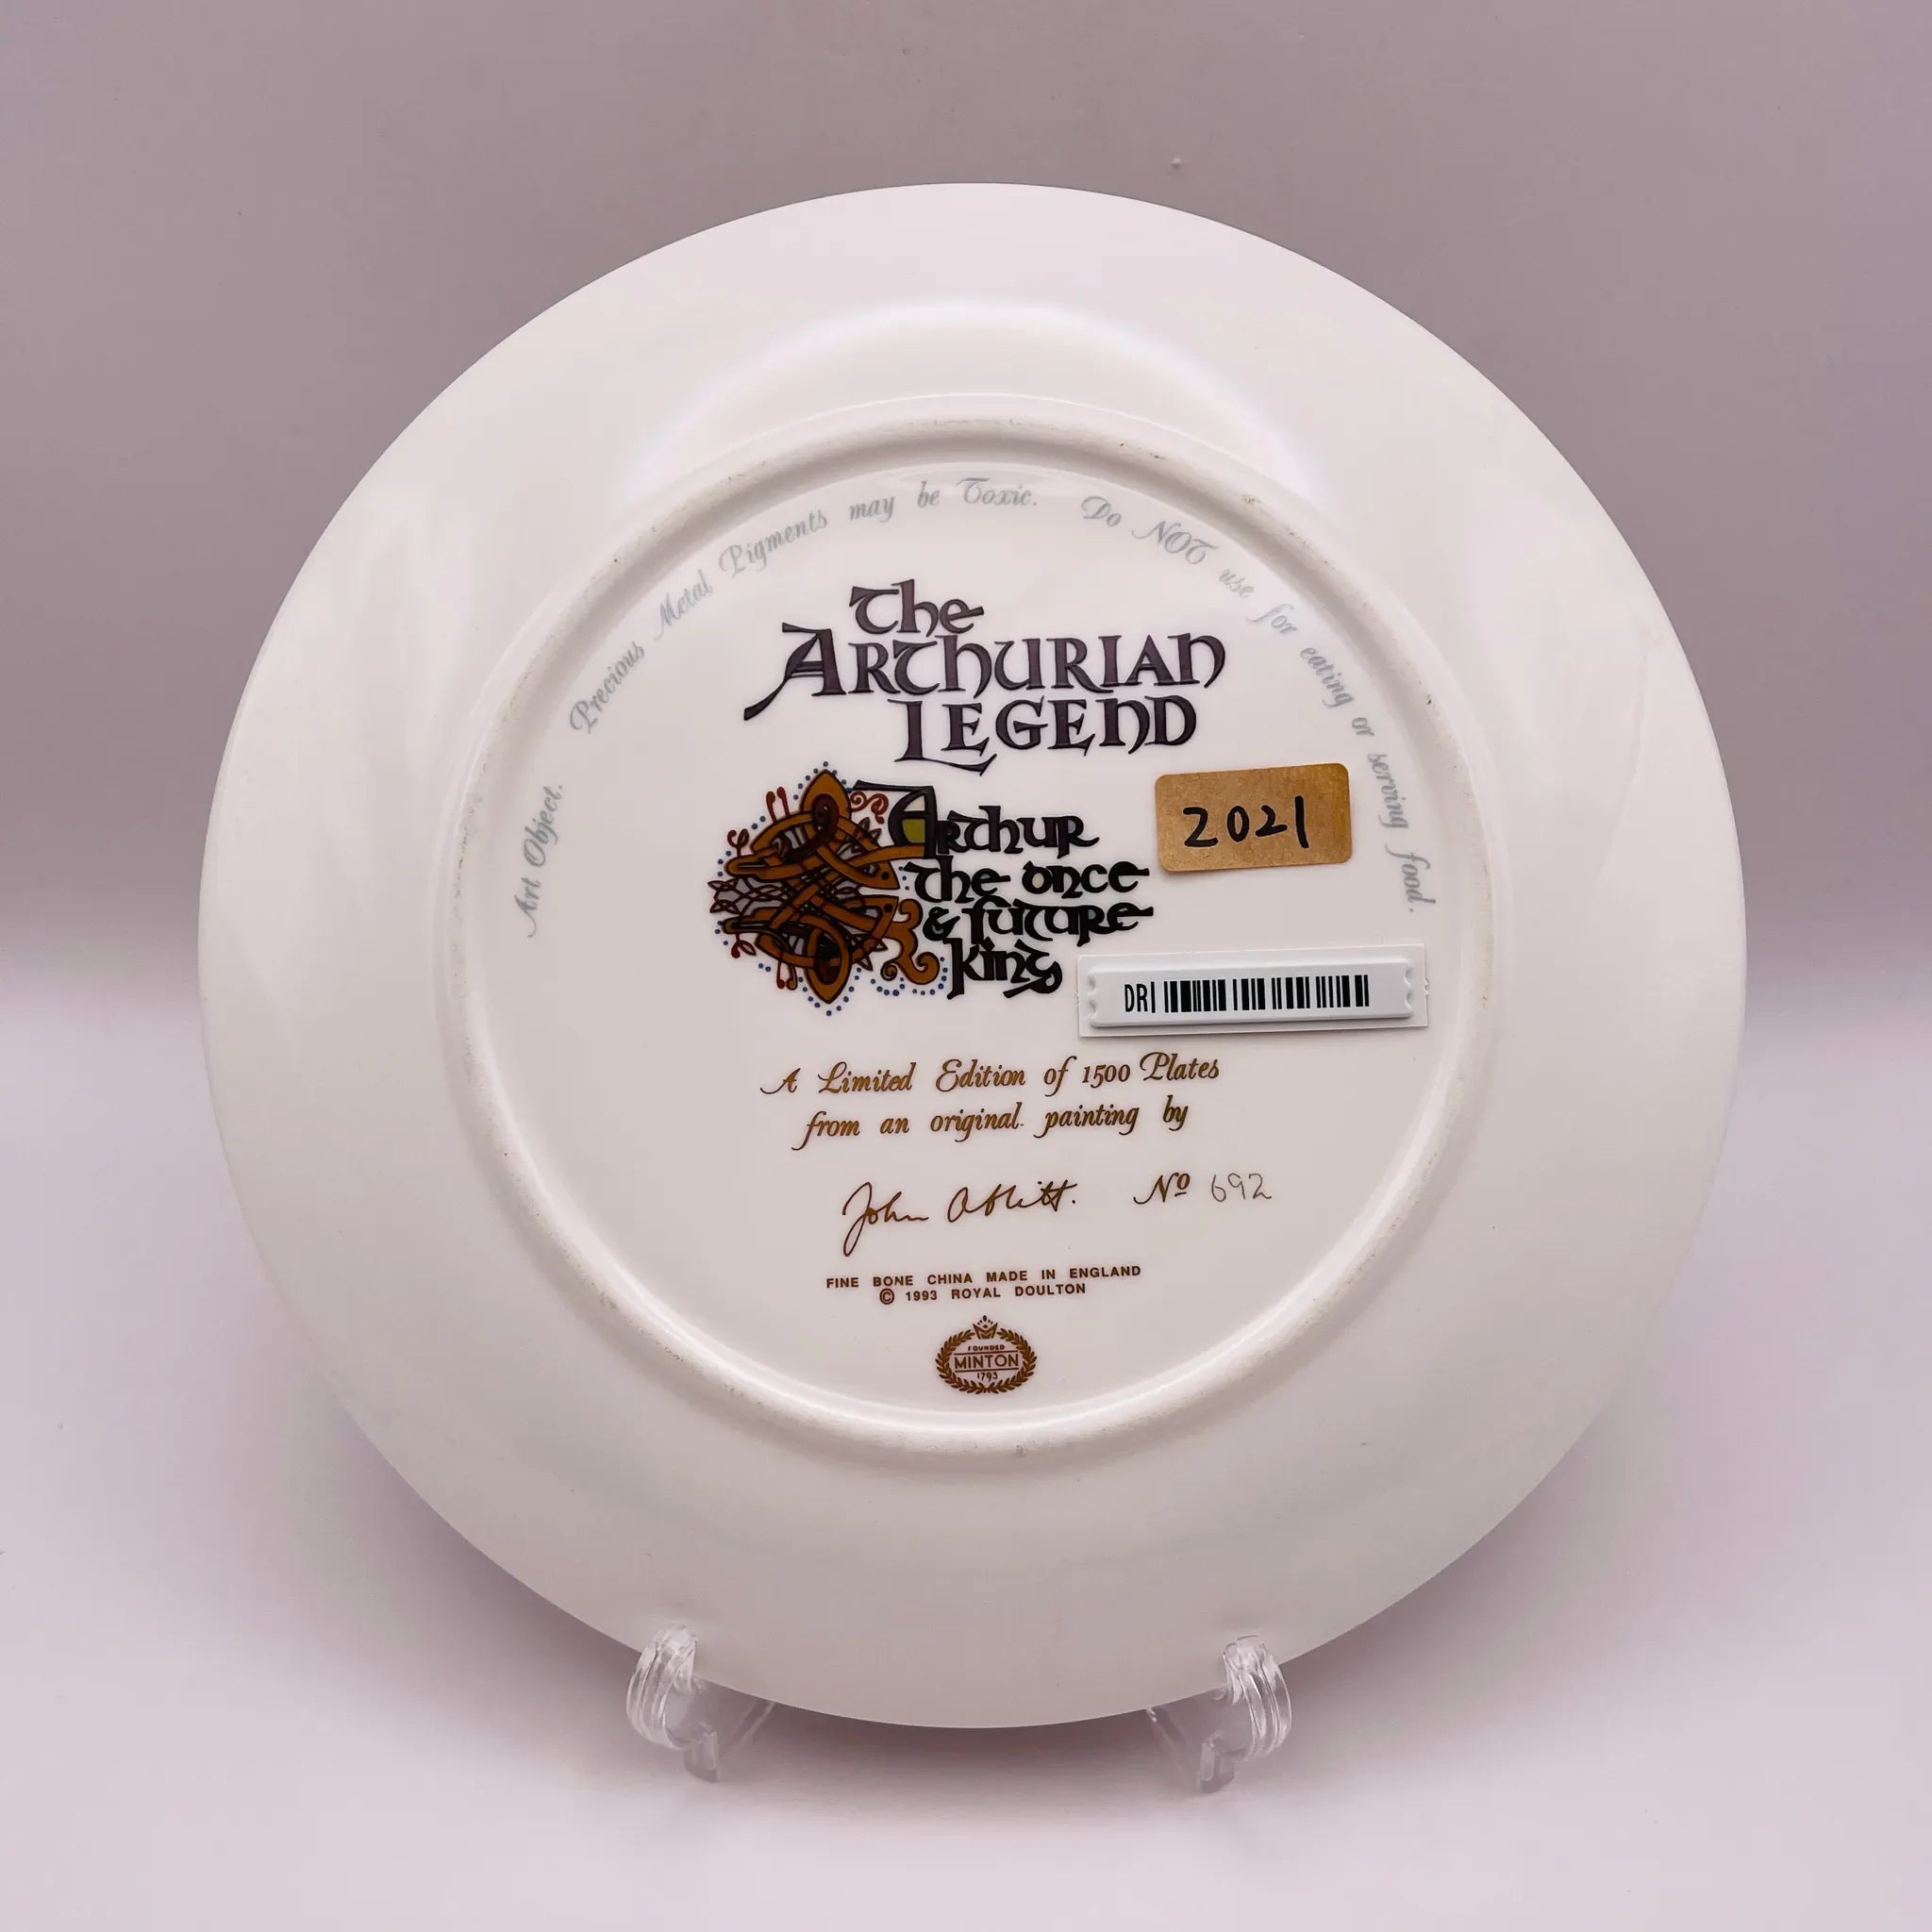 Art Object. Precious Metal Pigments may be Toxic. Do NOT use for eating or serving food.
The
ARTHURIAN
LEGEND
Arthur
the once
& future
king
2021
DRI
A Limited Edition of 1500 Plates
from an original painting by
John Ablitt. Nº 692
FINE BONE CHINA MADE IN ENGLAND
© 1993 ROYAL DOULTON
FOUNDED
MINTON
1793